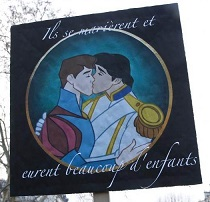 Ils se marièrent et
eurent beaucoup d'enfants